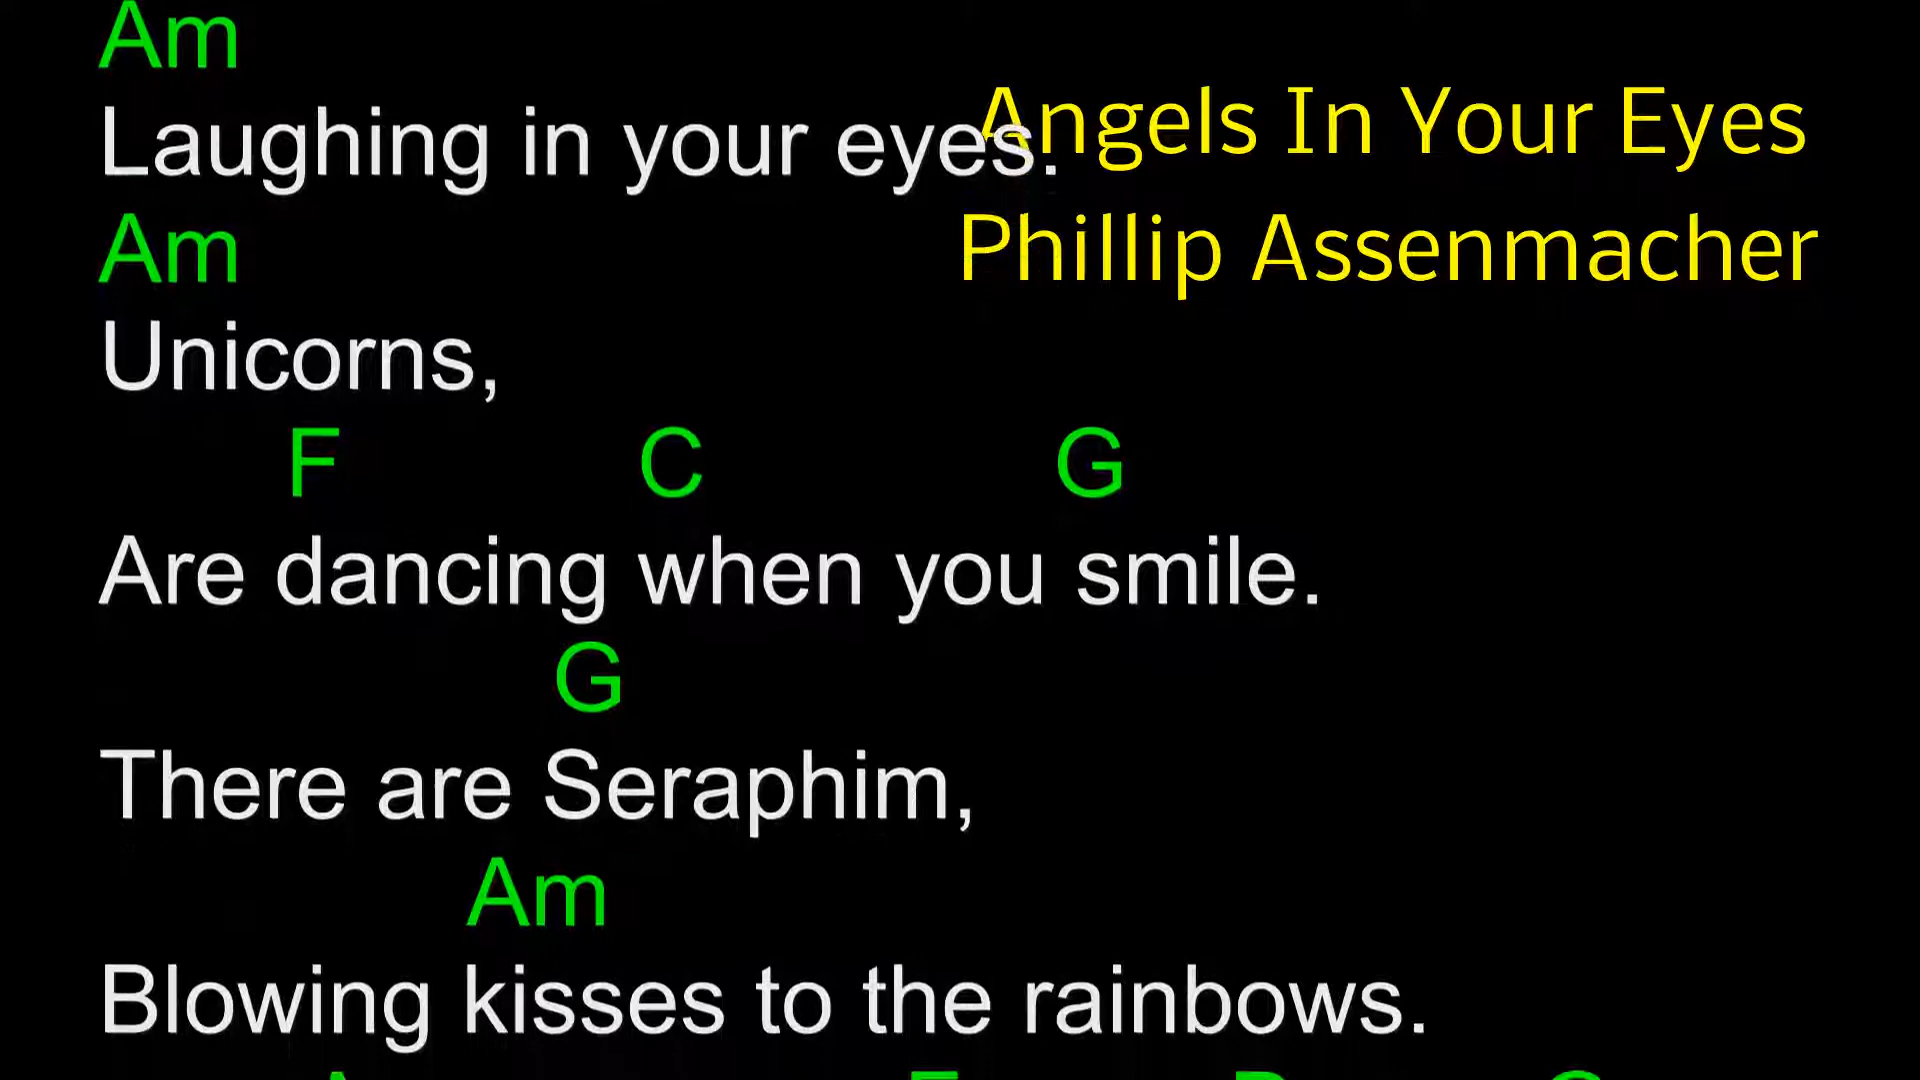 Am
Laughing in your eyes.
Angels In Your Eyes
Phillip Assenmacher
Am
Unicorns,
F C G
Are dancing when you smile.
G
There are Seraphim,
Am
Blowing kisses to the rainbows.